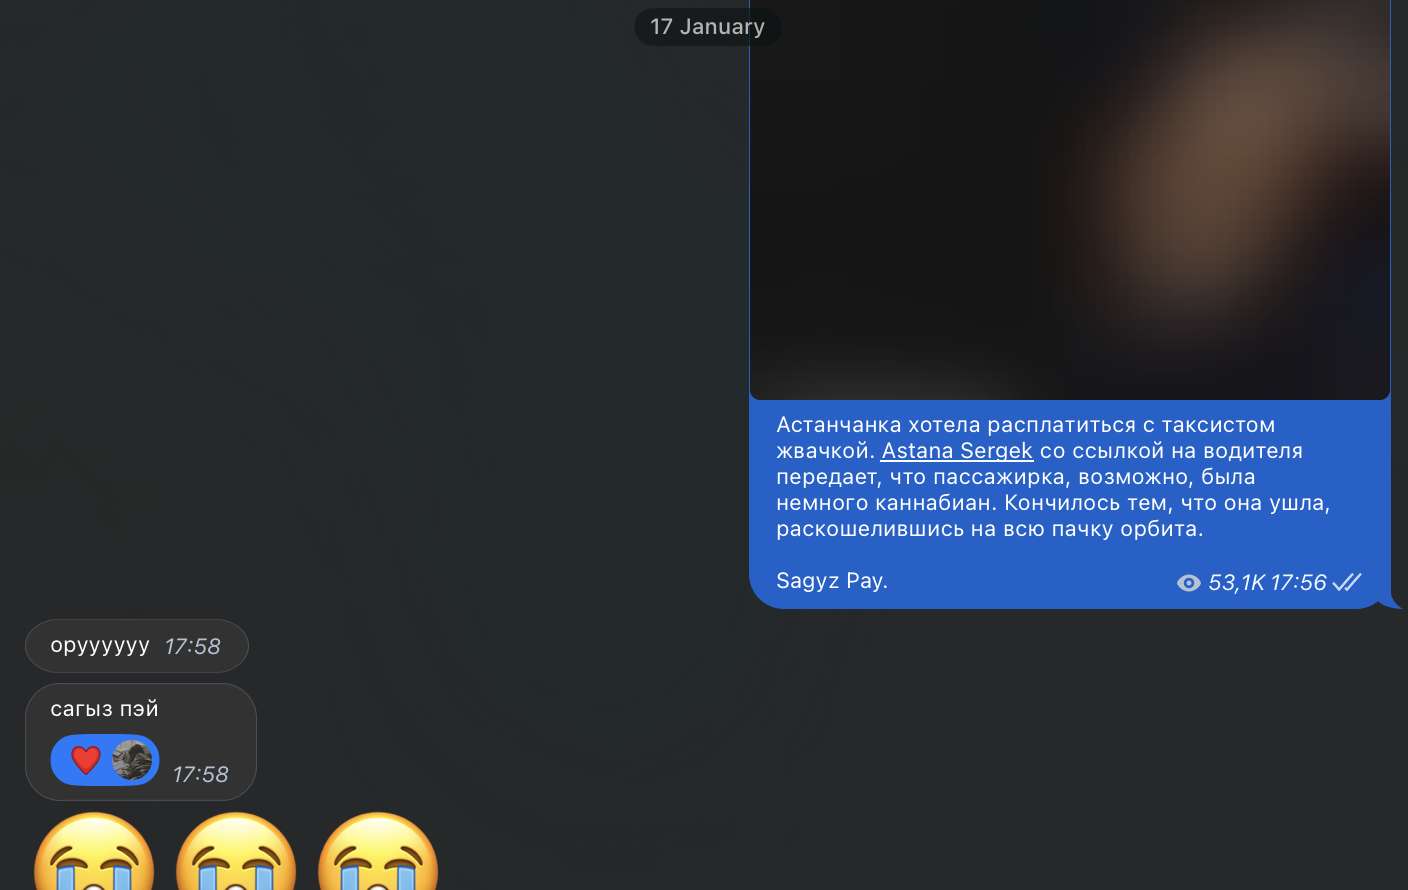 17 January
Астанчанка хотела расплатиться с таксистом
жвачкой. Astana Sergek со ссылкой на водителя
передает, что пассажирка, возможно, была
немного каннабиан. Кончилось тем, что она ушла,
раскошелившись на всю пачку орбита.
Sagyz Pay.
53,1K 17:56
оруууууу 17:58
сагыз пэй
17:58